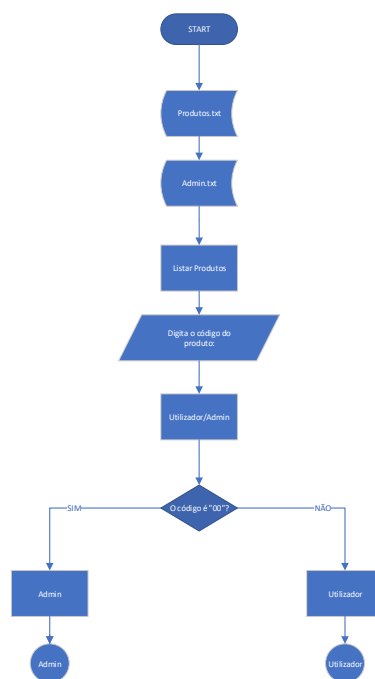 START
Produtos.txt
Admin.txt
Listar Produtos
Digita o código do
produto:
Utilizador/Admin
O código é "00"?
SIM
NÃO
Admin
Utilizador
Admin
Utilizador